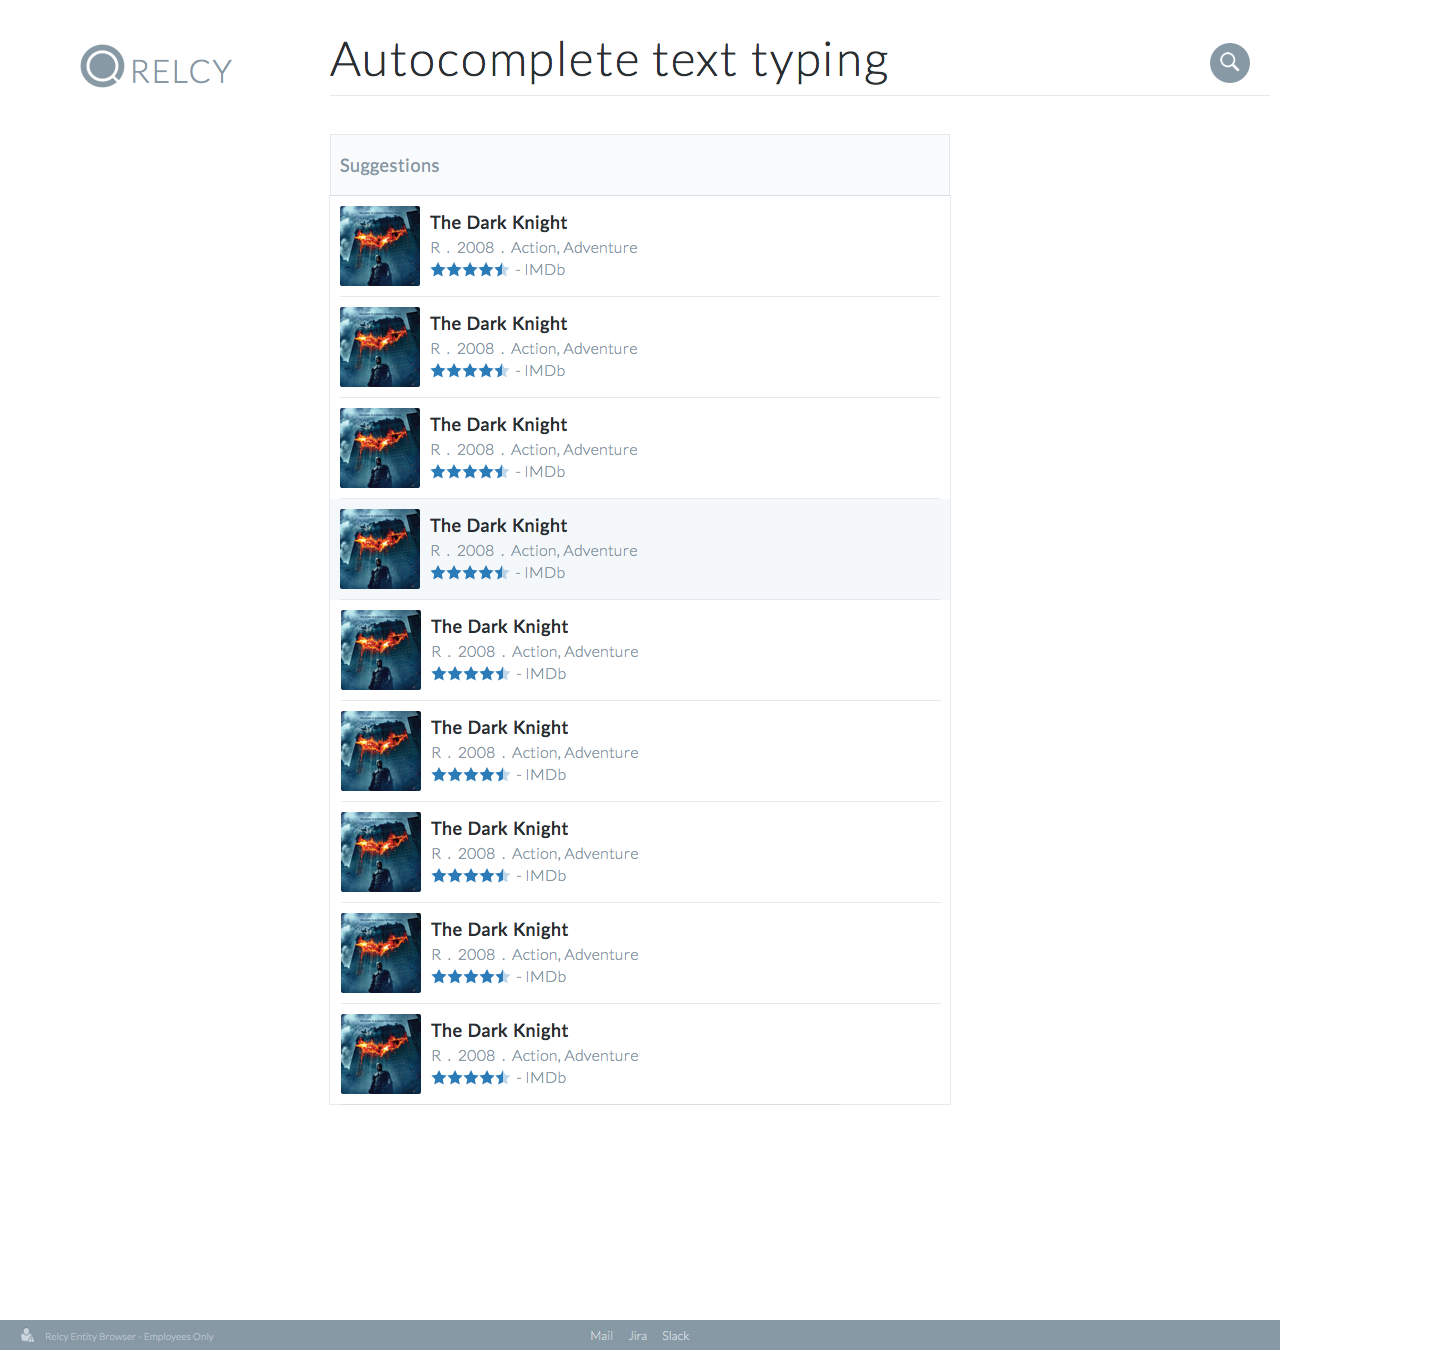 RELCY
Autocomplete text typing
Suggestions
The Dark Knight
R . 2008 . Action, Adventure
- IMDb
The Dark Knight
R . 2008 . Action, Adventure
- IMDb
The Dark Knight
R . 2008 . Action, Adventure
- IMDb
The Dark Knight
R . 2008 . Action, Adventure
- IMDb
The Dark Knight
R . 2008 . Action, Adventure
- IMDb
The Dark Knight
R . 2008 . Action, Adventure
- IMDb
The Dark Knight
R . 2008 . Action, Adventure
- IMDb
The Dark Knight
R . 2008 . Action, Adventure
- IMDb
The Dark Knight
R . 2008 . Action, Adventure
- IMDb
Relcy Entity Browser - Employees Only
Mail Jira Slack